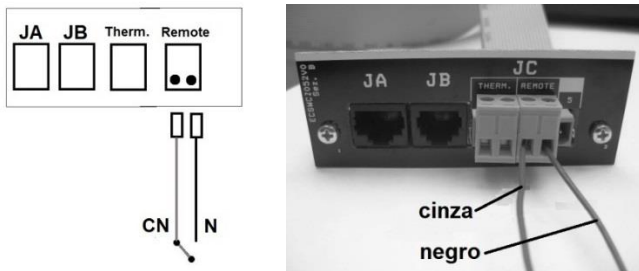 JA JB Therm. Remote
CN N
JA JB JC
THERM. REMOTE
S
cinza
negro